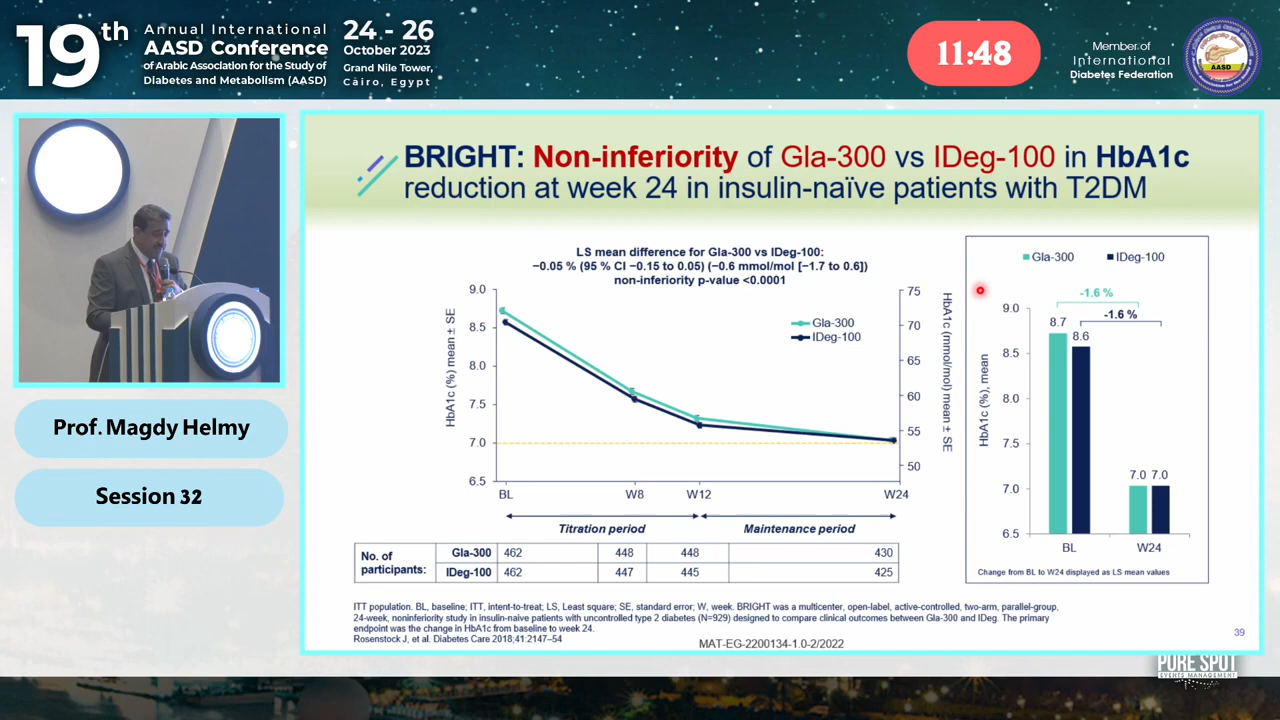 19th
Annual International
AASD Conference
of Arabic Association for the Study of
Diabetes and Metabolism (AASD)
24 - 26
October 2023
Grand Nile Tower,
Cairo, Egypt
11:48
Member of
International
Diabetes Federation
AASD
Prof. Magdy Helmy
Session 32
BRIGHT: Non-inferiority of Gla-300 vs IDeg-100 in HbA1c
reduction at week 24 in insulin-naïve patients with T2DM
LS mean difference for Gla-300 vs IDeg-100:
−0.05 % (95 % CI −0.15 to 0.05) (−0.6 mmol/mol [−1.7 to 0.6])
non-inferiority p-value <0.0001
HbA1c (%) mean ± SE
9.0
8.5
8.0
7.5
7.0
6.5
Gla-300
IDeg-100
75
70
65
60
55
50
HbA1c (mmol/mol) mean ± SE
BL W8 W12 W24
Titration period Maintenance period
No. of participants:
Gla-300 462 448 448 430
IDeg-100 462 447 445 425
Gla-300 IDeg-100
-1.6 %
-1.6 %
HbA1c (%), mean
9.0
8.5
8.0
7.5
7.0
6.5
8.7
8.6
7.0 7.0
BL W24
Change from BL to W24 displayed as LS mean values
ITT population. BL, baseline; ITT, intent-to-treat; LS, Least square; SE, standard error; W, week. BRIGHT was a multicenter, open-label, active-controlled, two-arm, parallel-group,
24-week, noninferiority study in insulin-naive patients with uncontrolled type 2 diabetes (N=929) designed to compare clinical outcomes between Gla-300 and IDeg. The primary
endpoint was the change in HbA1c from baseline to week 24.
Rosenstock J, et al. Diabetes Care 2018;41:2147–54
MAT-EG-2200134-1.0-2/2022
39
PURE SPOT
EVENTS MANAGEMENT